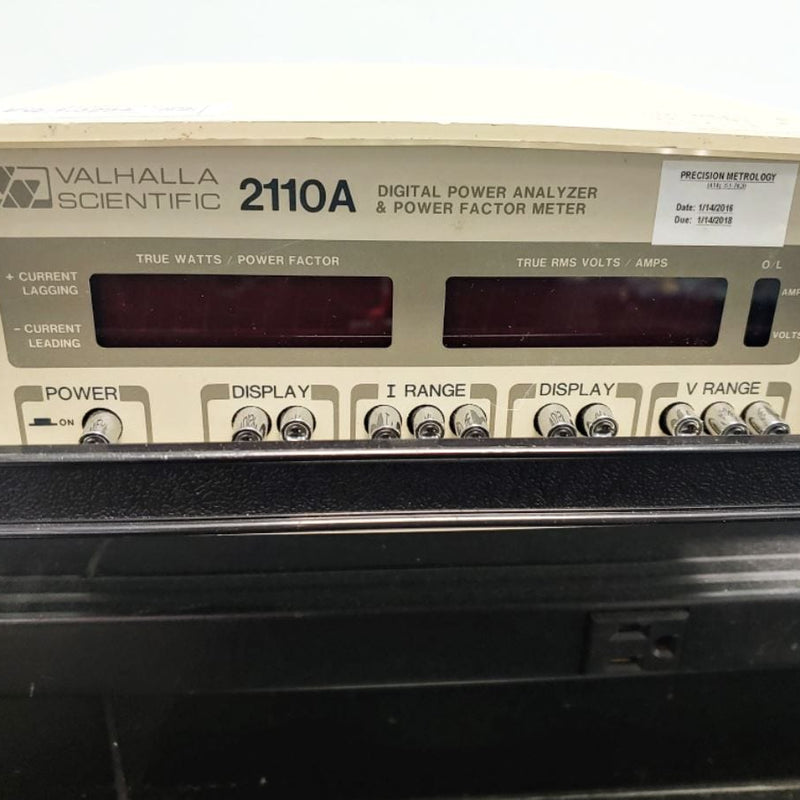 VALHALLA
SCIENTIFIC
2110A
DIGITAL POWER ANALYZER
& POWER FACTOR METER
PRECISION METROLOGY
Date: 1/14/2016
Due: 1/14/2018
TRUE WATTS / POWER FACTOR
TRUE RMS VOLTS / AMPS
O/L
+ CURRENT
LAGGING
AMP
- CURRENT
LEADING
VOLTS
POWER
DISPLAY
I RANGE
DISPLAY
V RANGE
ON